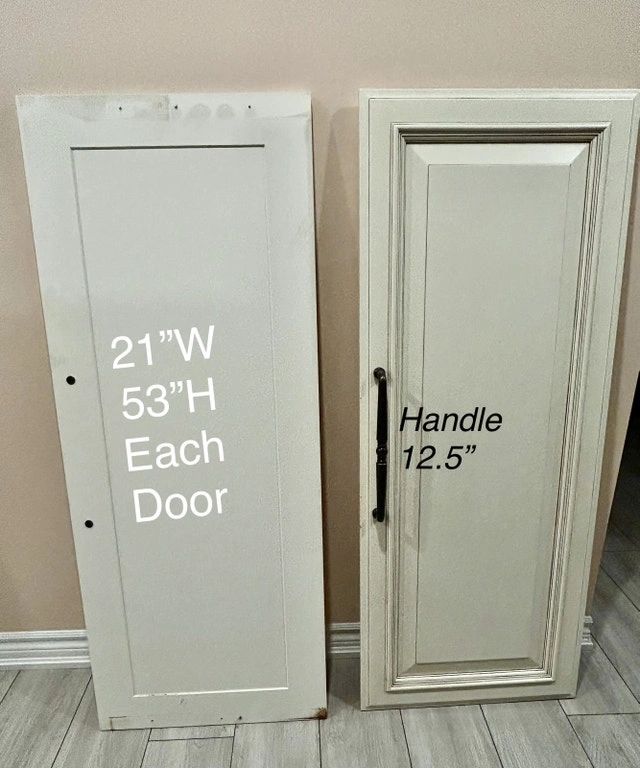 21”W
53”H
Each
Door
Handle
12.5”